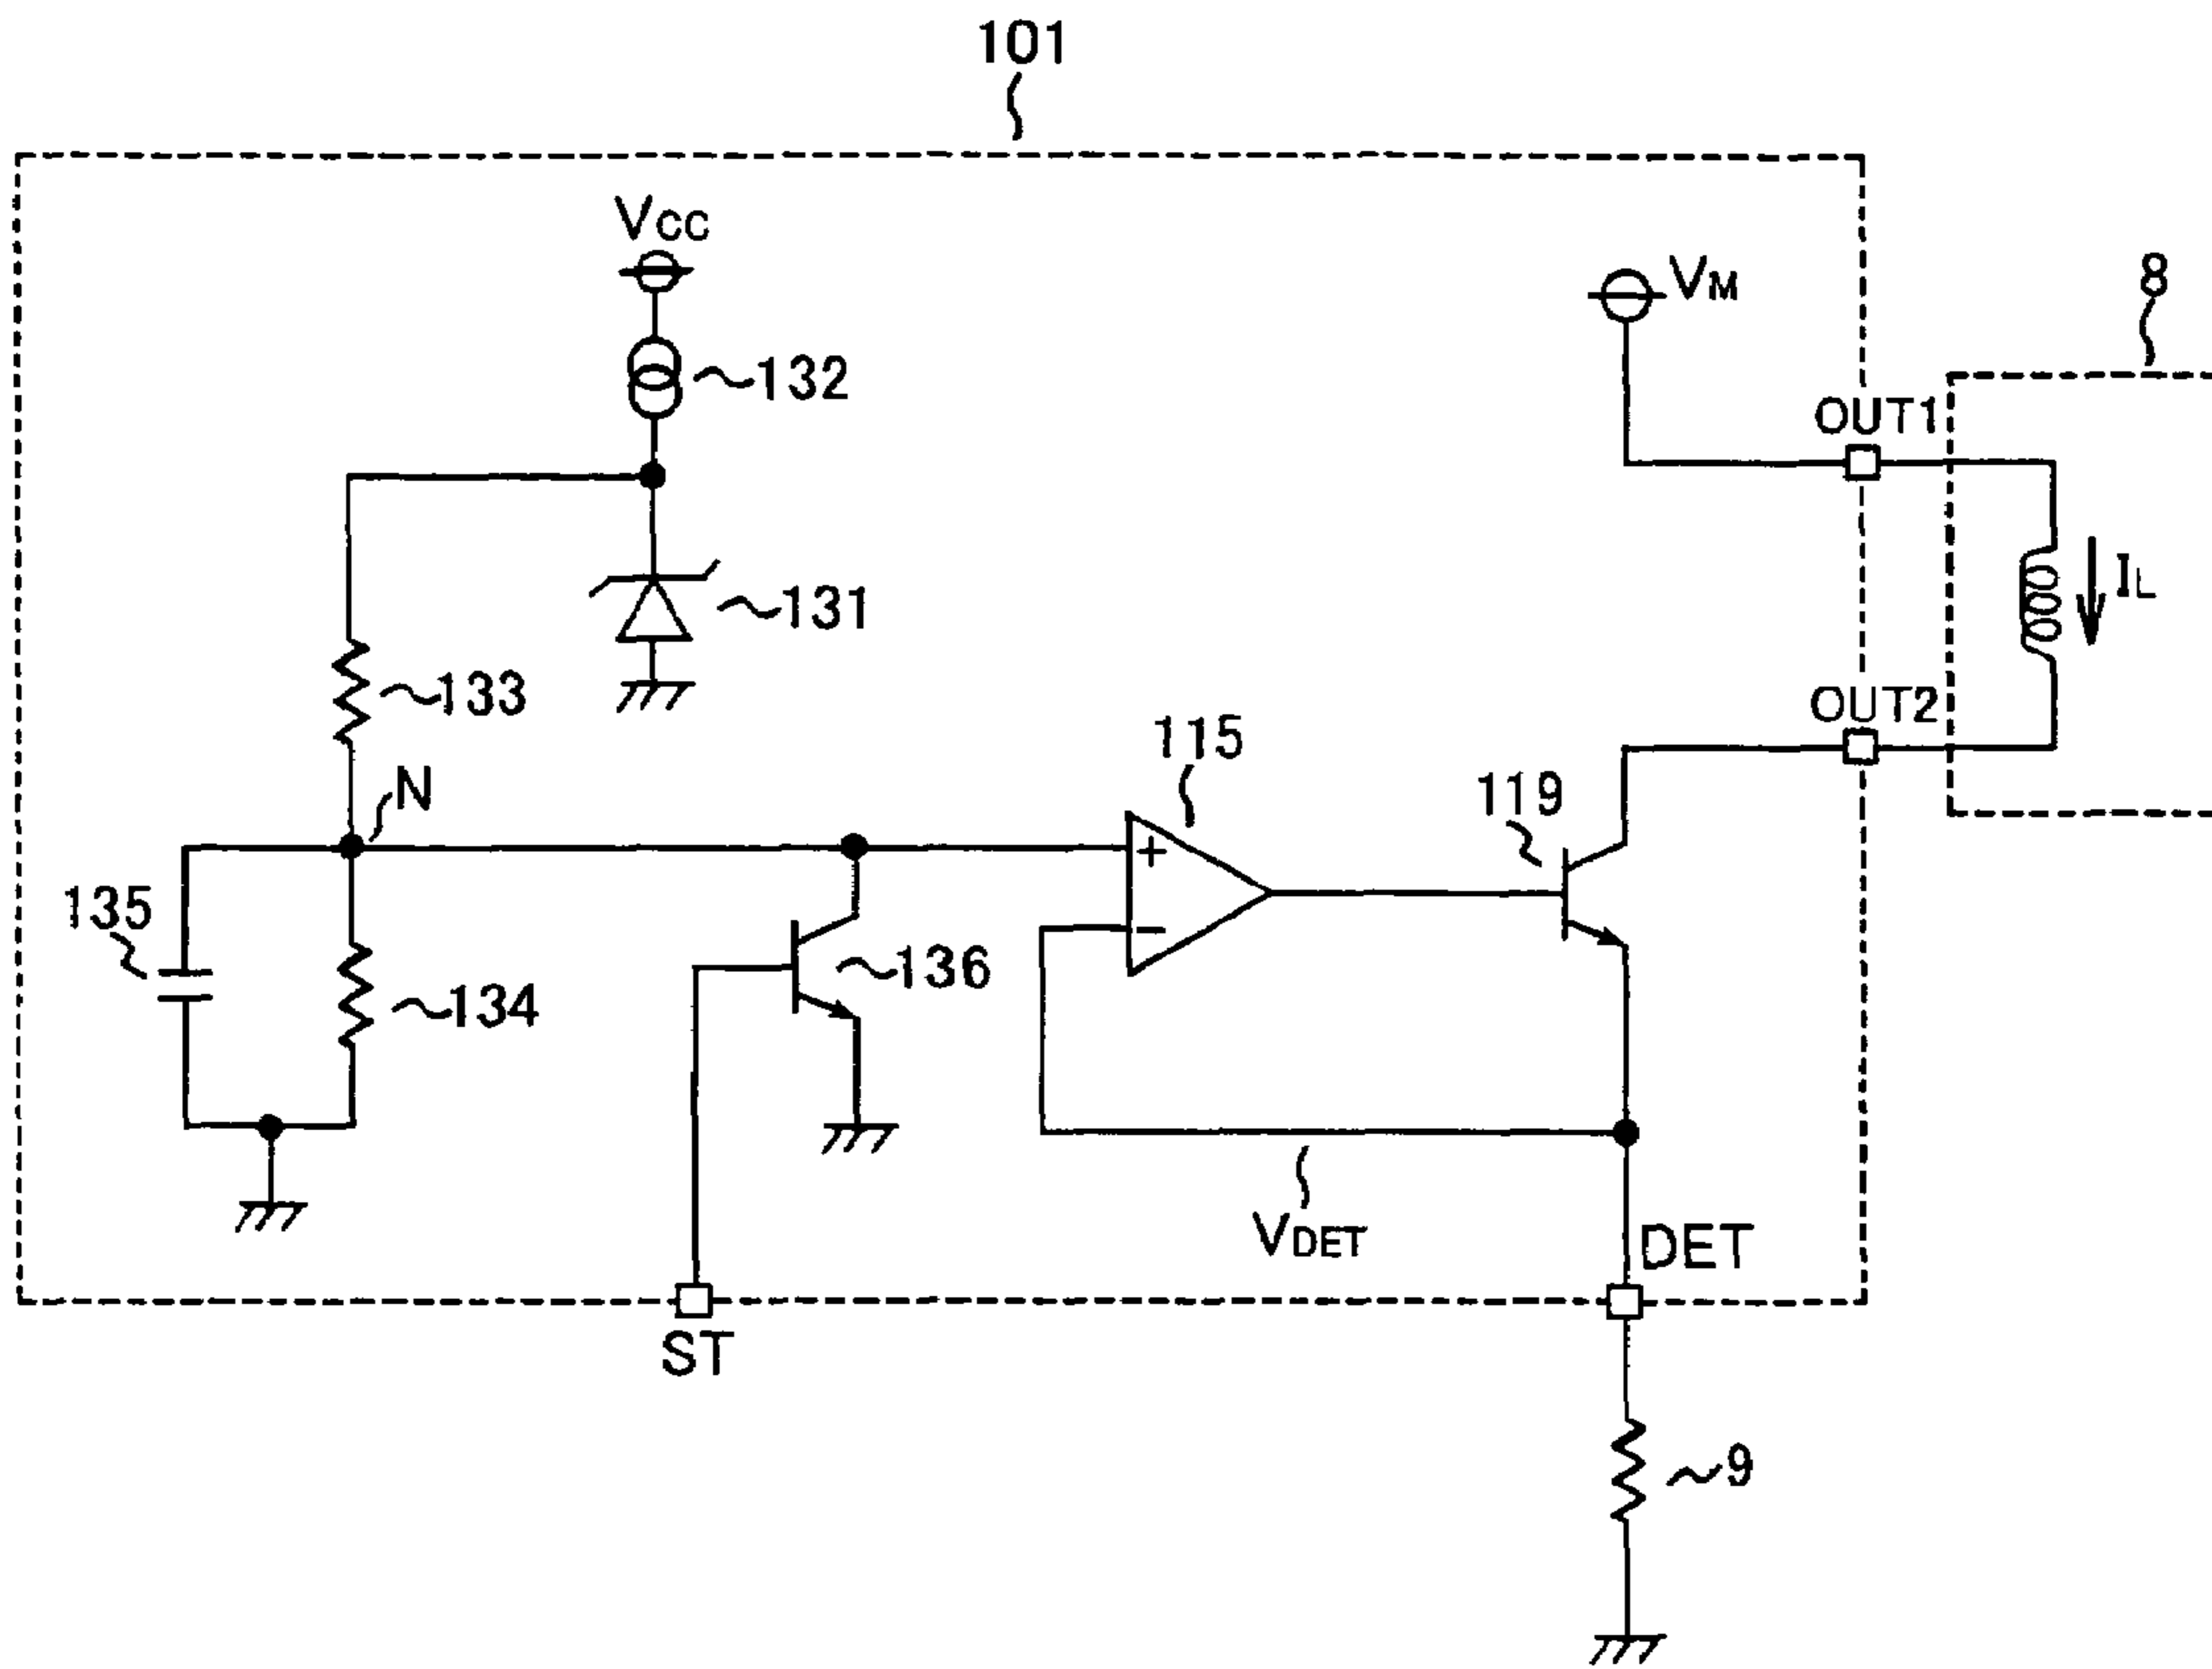 101
VCC
VM
8
132
OUT1
131
IL
133
OUT2
115
N
119
135
136
134
VDET
DET
ST
9